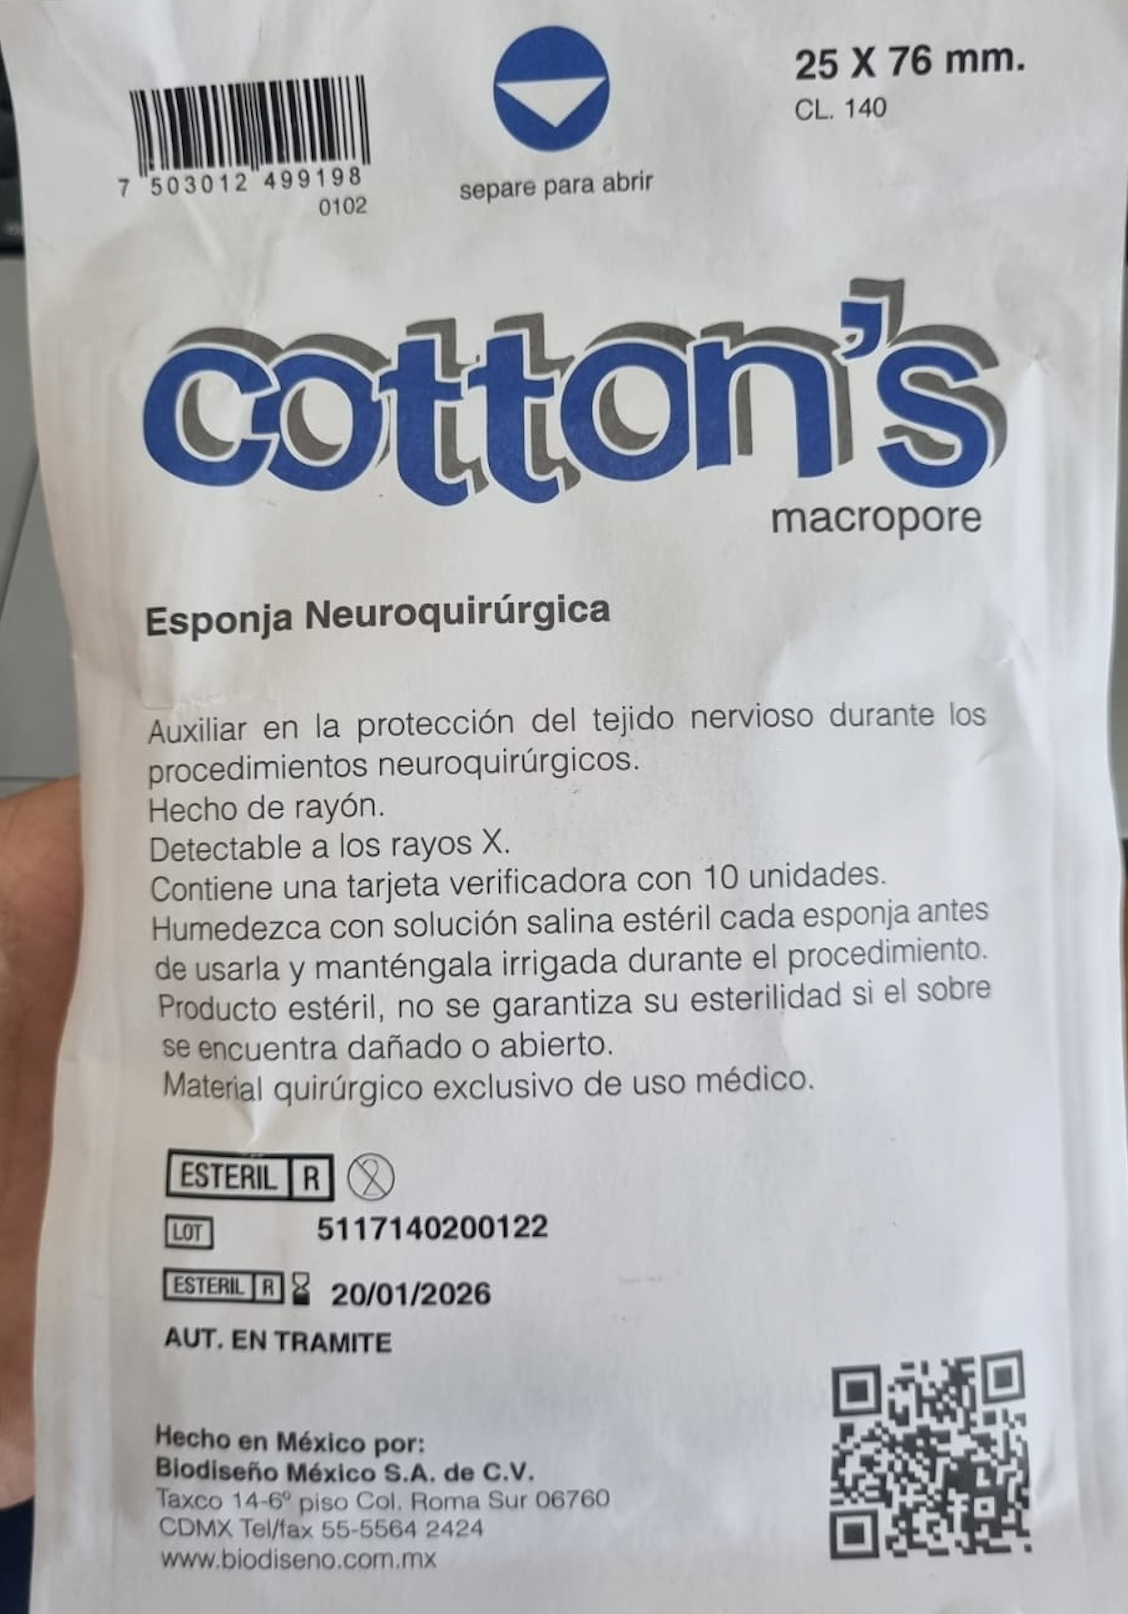 25 X 76 mm.
CL. 140
7 503012 499198
0102
separe para abrir
cotton's
macropore
Esponja Neuroquirúrgica
Auxiliar en la protección del tejido nervioso durante los
procedimientos neuroquirúrgicos.
Hecho de rayón.
Detectable a los rayos X.
Contiene una tarjeta verificadora con 10 unidades.
Humedezca con solución salina estéril cada esponja antes
de usarla y manténgala irrigada durante el procedimiento.
Producto estéril, no se garantiza su esterilidad si el sobre
se encuentra dañado o abierto.
Material quirúrgico exclusivo de uso médico.
ESTERIL R 2
LOT 5117140200122
ESTERIL R 20/01/2026
AUT. EN TRAMITE
Hecho en México por:
Biodiseño México S.A. de C.V.
Taxco 14-6º piso Col. Roma Sur 06760
CDMX Tel/fax 55-5564 2424
www.biodiseno.com.mx